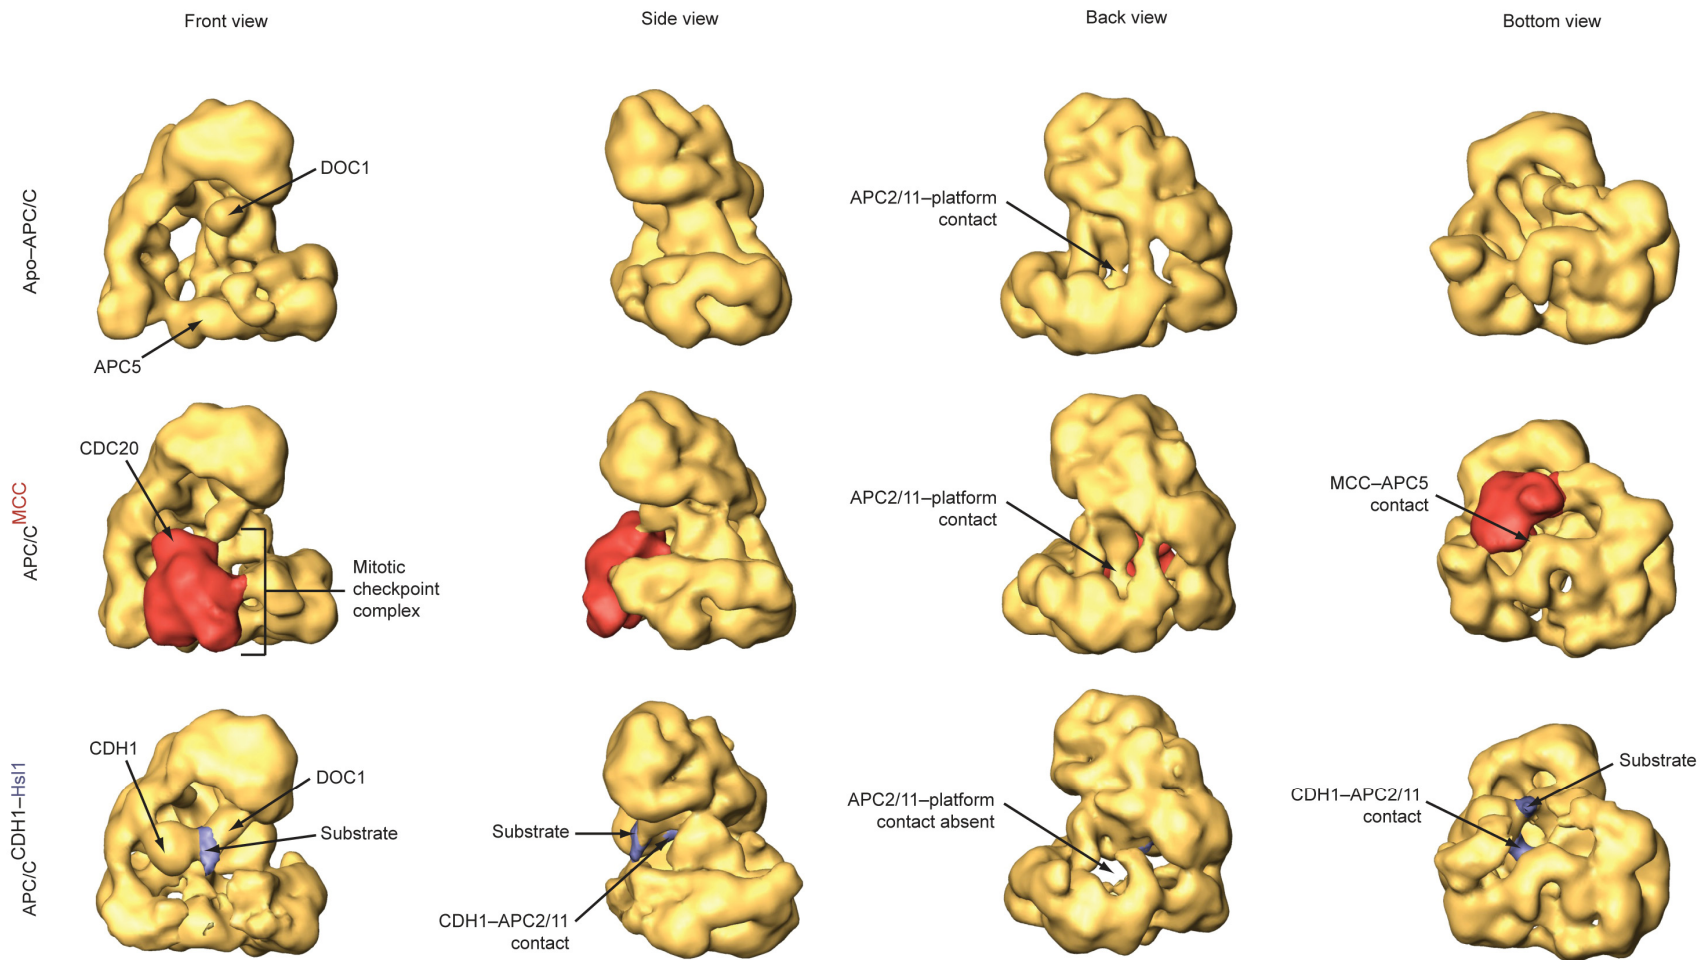 Front view
Side view
Back view
Bottom view
Apo–APC/C
DOC1
APC5
APC2/11–platform
contact
APC/C^MCC
CDC20
Mitotic
checkpoint
complex
APC2/11–platform
contact
MCC–APC5
contact
APC/C^CDH1–Hsl1
CDH1
DOC1
Substrate
Substrate
CDH1–APC2/11
contact
APC2/11–platform
contact absent
Substrate
CDH1–APC2/11
contact